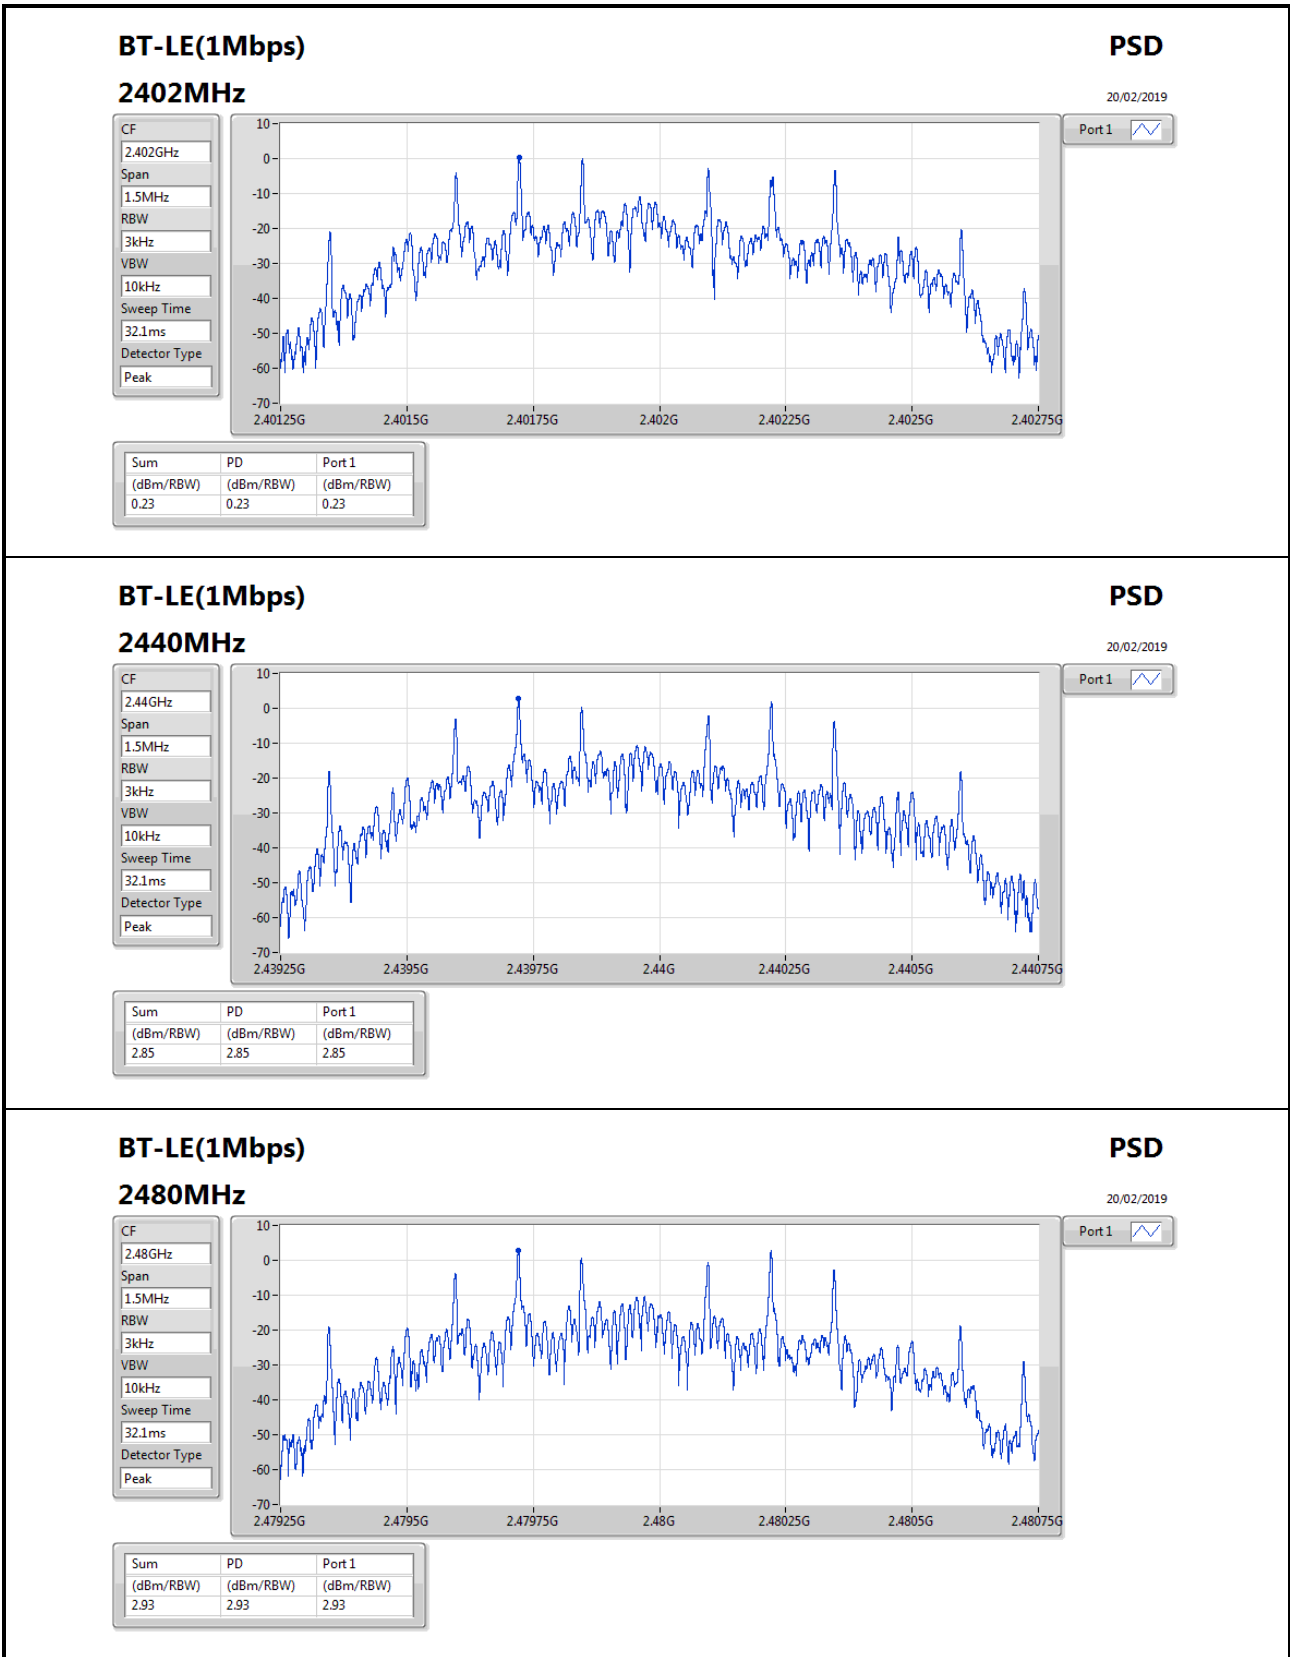 BT-LE(1Mbps) PSD
2402MHz 20/02/2019
CF
2.402GHz
Span
1.5MHz
RBW
3kHz
VBW
10kHz
Sweep Time
32.1ms
Detector Type
Peak
10
0
-10
-20
-30
-40
-50
-60
-70
2.40125G 2.4015G 2.40175G 2.402G 2.40225G 2.4025G 2.40275G
Port 1
Sum PD Port 1
(dBm/RBW) (dBm/RBW) (dBm/RBW)
0.23 0.23 0.23
BT-LE(1Mbps) PSD
2440MHz 20/02/2019
CF
2.44GHz
Span
1.5MHz
RBW
3kHz
VBW
10kHz
Sweep Time
32.1ms
Detector Type
Peak
10
0
-10
-20
-30
-40
-50
-60
-70
2.43925G 2.4395G 2.43975G 2.44G 2.44025G 2.4405G 2.44075G
Port 1
Sum PD Port 1
(dBm/RBW) (dBm/RBW) (dBm/RBW)
2.85 2.85 2.85
BT-LE(1Mbps) PSD
2480MHz 20/02/2019
CF
2.48GHz
Span
1.5MHz
RBW
3kHz
VBW
10kHz
Sweep Time
32.1ms
Detector Type
Peak
10
0
-10
-20
-30
-40
-50
-60
-70
2.47925G 2.4795G 2.47975G 2.48G 2.48025G 2.4805G 2.48075G
Port 1
Sum PD Port 1
(dBm/RBW) (dBm/RBW) (dBm/RBW)
2.93 2.93 2.93